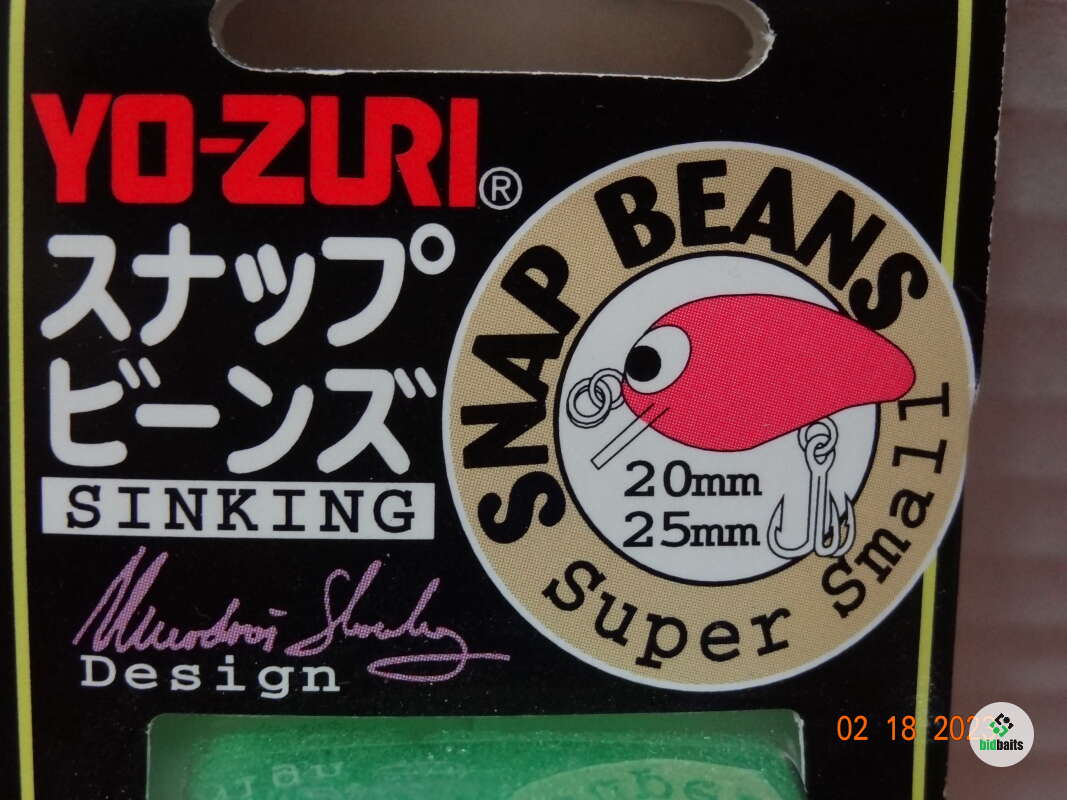 YO-ZURI®
スナップ
ビーンズ
SINKING
Design
SNAP BEANS
20mm
25mm
Super Small
02 18 2023
bidbaits